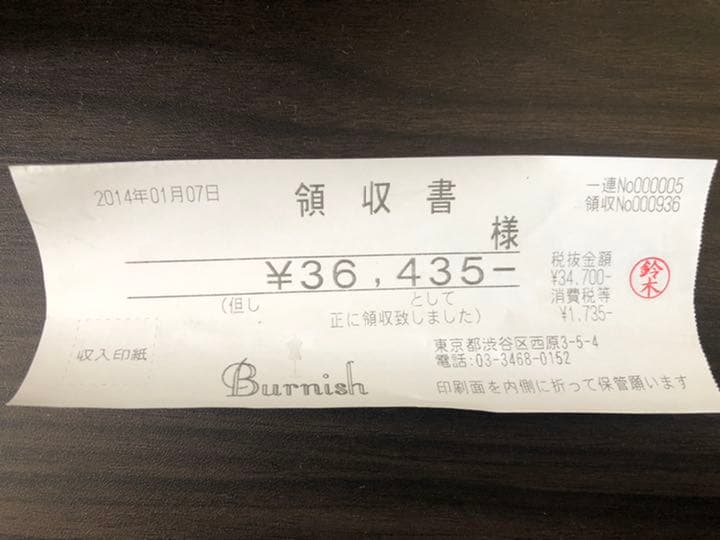 2014年01月07日
領収書
一連No000005
領収No000936
様
¥36,435-
税抜金額
¥34,700-
消費税等
¥1,735-
鈴木
(但し として
正に領収致しました)
収入印紙
Burnish
東京都渋谷区西原3-5-4
電話:03-3468-0152
印刷面を内側に折って保管願います